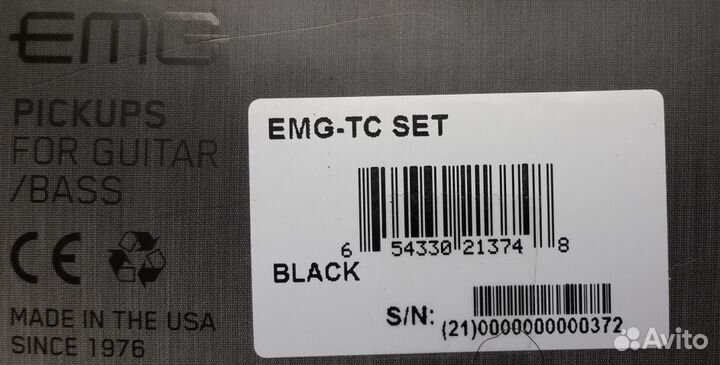 EMG
PICKUPS
FOR GUITAR
/BASS
CE
MADE IN THE USA
SINCE 1976
EMG-TC SET
6 54330 21374 8
BLACK
S/N:
(21)0000000000372
Avito